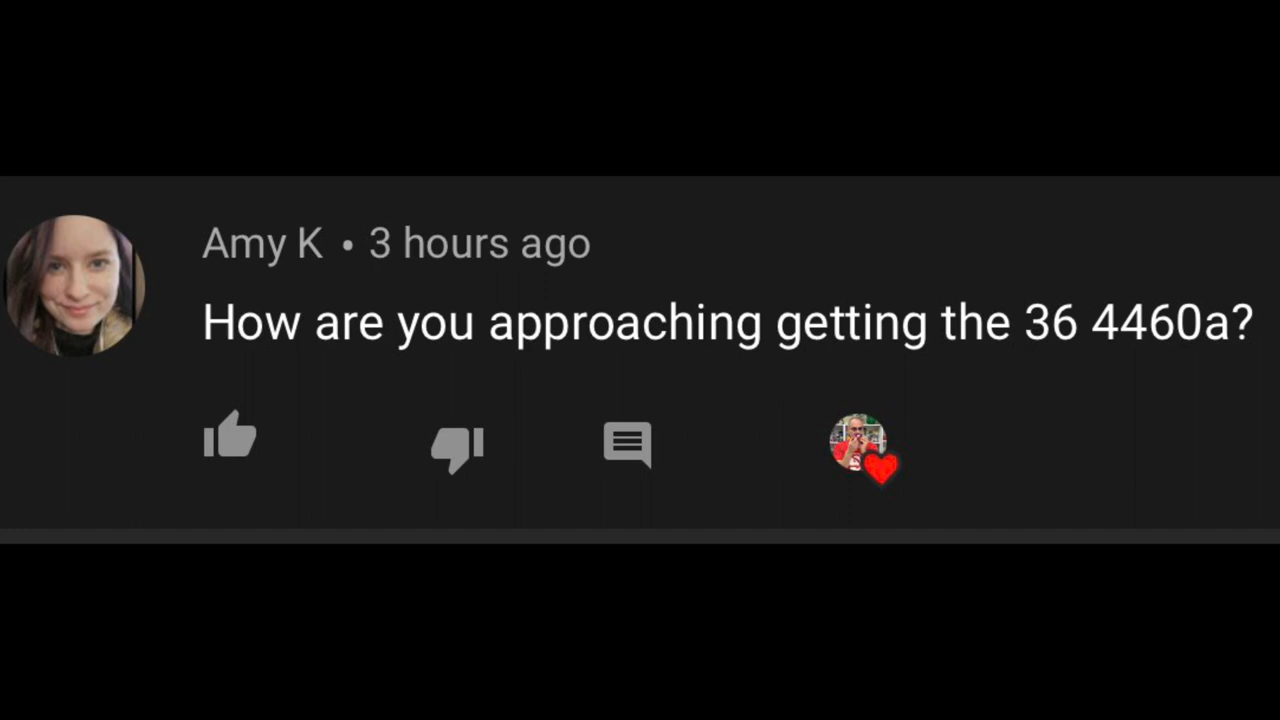 Amy K • 3 hours ago
How are you approaching getting the 36 4460a?